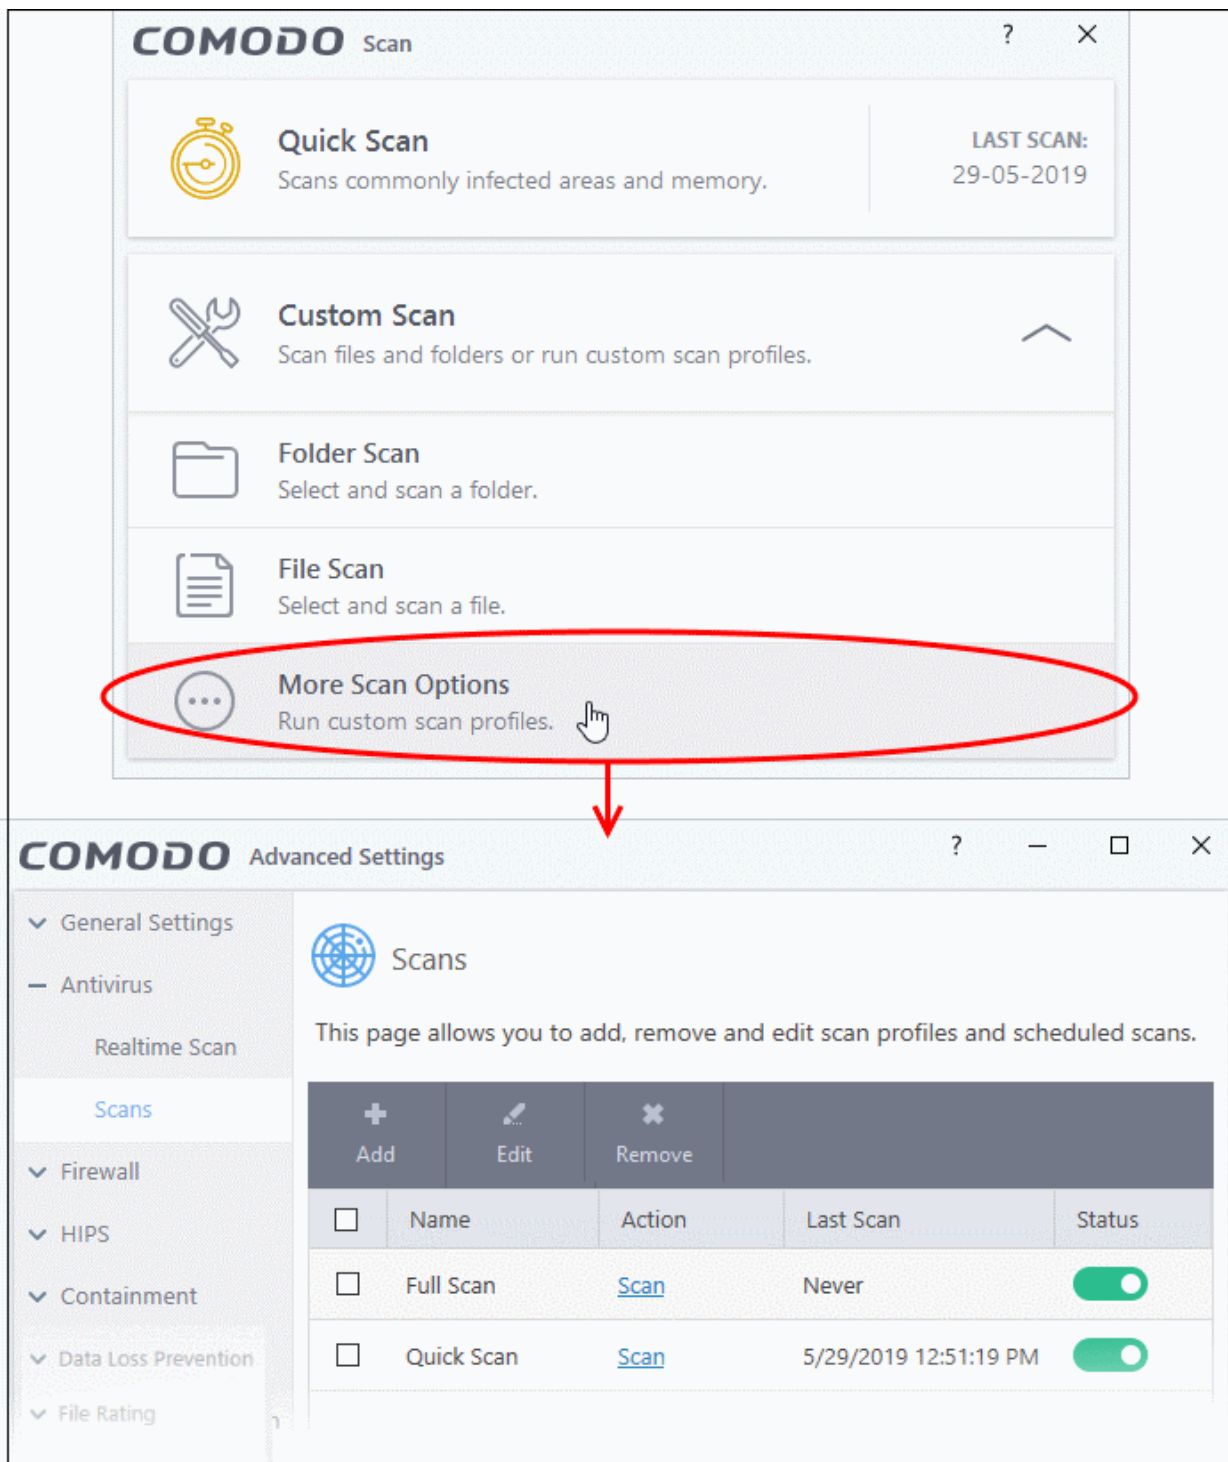 COMODO Scan ?
Quick Scan
Scans commonly infected areas and memory.
LAST SCAN:
29-05-2019
Custom Scan
Scan files and folders or run custom scan profiles.
Folder Scan
Select and scan a folder.
File Scan
Select and scan a file.
More Scan Options
Run custom scan profiles.
COMODO Advanced Settings ?
General Settings
Antivirus
Realtime Scan
Scans
Firewall
HIPS
Containment
Data Loss Prevention
File Rating
Scans
This page allows you to add, remove and edit scan profiles and scheduled scans.
Add Edit Remove
Name Action Last Scan Status
Full Scan Scan Never
Quick Scan Scan 5/29/2019 12:51:19 PM